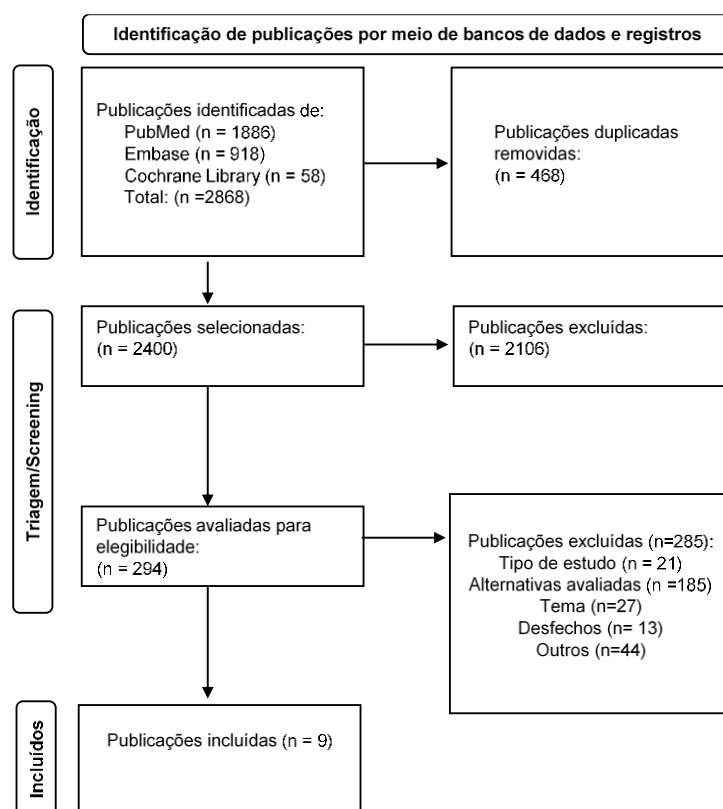 Identificação de publicações por meio de bancos de dados e registros
Identificação
Publicações identificadas de:
PubMed (n = 1886)
Embase (n = 918)
Cochrane Library (n = 58)
Total: (n =2868)
Publicações duplicadas
removidas:
(n = 468)
Triagem/Screening
Publicações selecionadas:
(n = 2400)
Publicações excluídas:
(n = 2106)
Publicações avaliadas para
elegibilidade:
(n = 294)
Publicações excluídas (n=285):
Tipo de estudo (n = 21)
Alternativas avaliadas (n =185)
Tema (n=27)
Desfechos (n= 13)
Outros (n=44)
Incluídos
Publicações incluídas (n = 9)